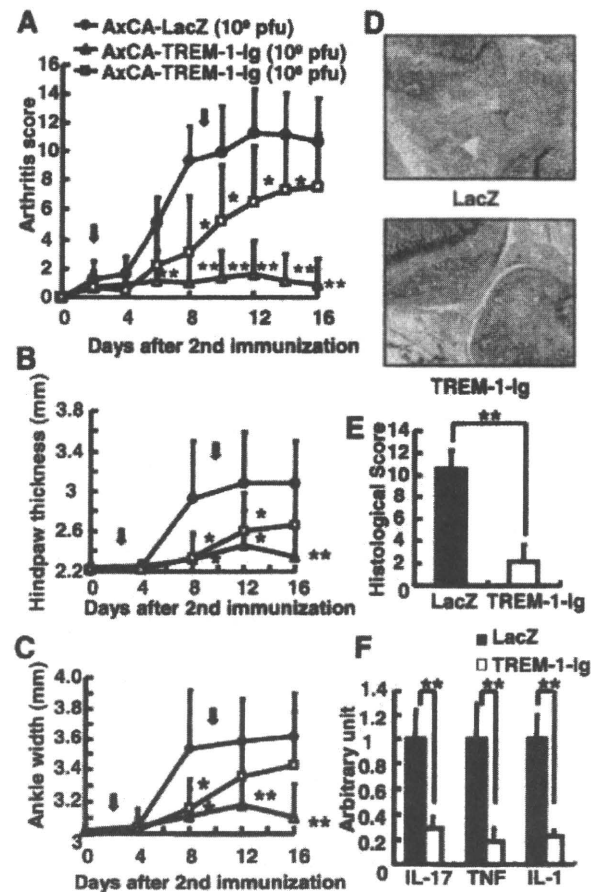 A
AxCA-LacZ (10⁹ pfu)
AxCA-TREM-1-Ig (10⁹ pfu)
AxCA-TREM-1-Ig (10⁸ pfu)
Arthritis score
16
14
12
10
8
6
4
2
0
**
**
**
**
**
**
*
*
*
*
0 4 8 12 16
Days after 2nd immunization
B
Hindpaw thickness (mm)
3.8
3.4
3
2.6
2.2
*
*
*
*
**
0 4 8 12 16
Days after 2nd immunization
C
Ankle width (mm)
4.0
3.8
3.4
3.2
3
*
*
**
**
0 4 8 12 16
Days after 2nd immunization
D
LacZ
TREM-1-Ig
E
**
Histological Score
14
12
10
8
6
4
2
0
LacZ TREM-1-Ig
F
LacZ
TREM-1-Ig
** ** **
Arbitrary unit
1.4
1.2
1
0.8
0.6
0.4
0.2
0
IL-17 TNF IL-1